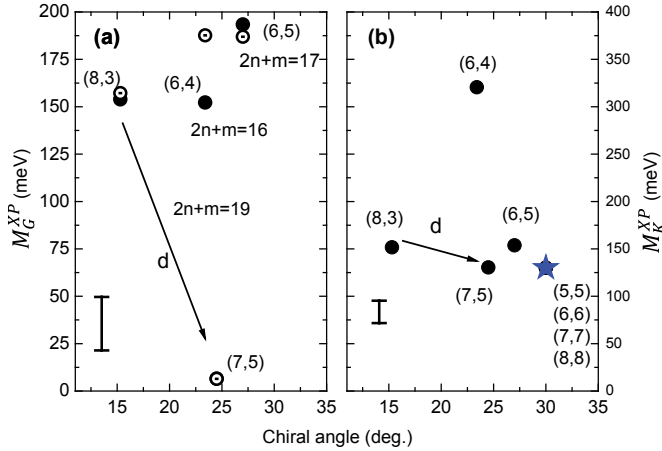 200
175
150
125
100
75
50
25
0
M_G^{XP} (meV)
(a)
(6,5)
2n+m=17
(8,3)
(6,4)
2n+m=16
2n+m=19
d
(7,5)
15 20 25 30 35
(b)
(6,4)
(8,3)
d
(6,5)
(7,5)
(5,5)
(6,6)
(7,7)
(8,8)
15 20 25 30 35
400
350
300
250
200
150
100
50
0
M_K^{XP} (meV)
Chiral angle (deg.)